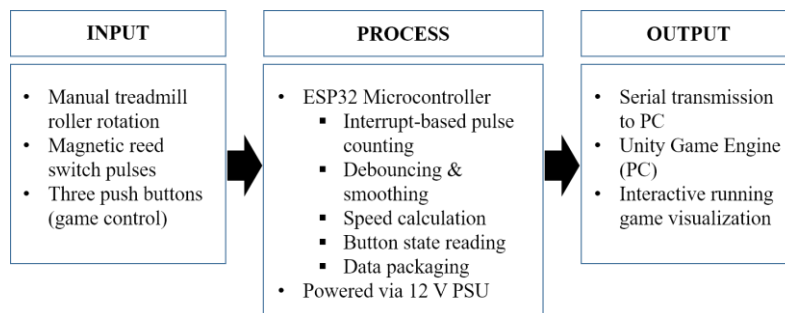 INPUT
• Manual treadmill
roller rotation
• Magnetic reed
switch pulses
• Three push buttons
(game control)
PROCESS
• ESP32 Microcontroller
▪ Interrupt-based pulse
counting
▪ Debouncing &
smoothing
▪ Speed calculation
▪ Button state reading
▪ Data packaging
• Powered via 12 V PSU
OUTPUT
• Serial transmission
to PC
• Unity Game Engine
(PC)
• Interactive running
game visualization